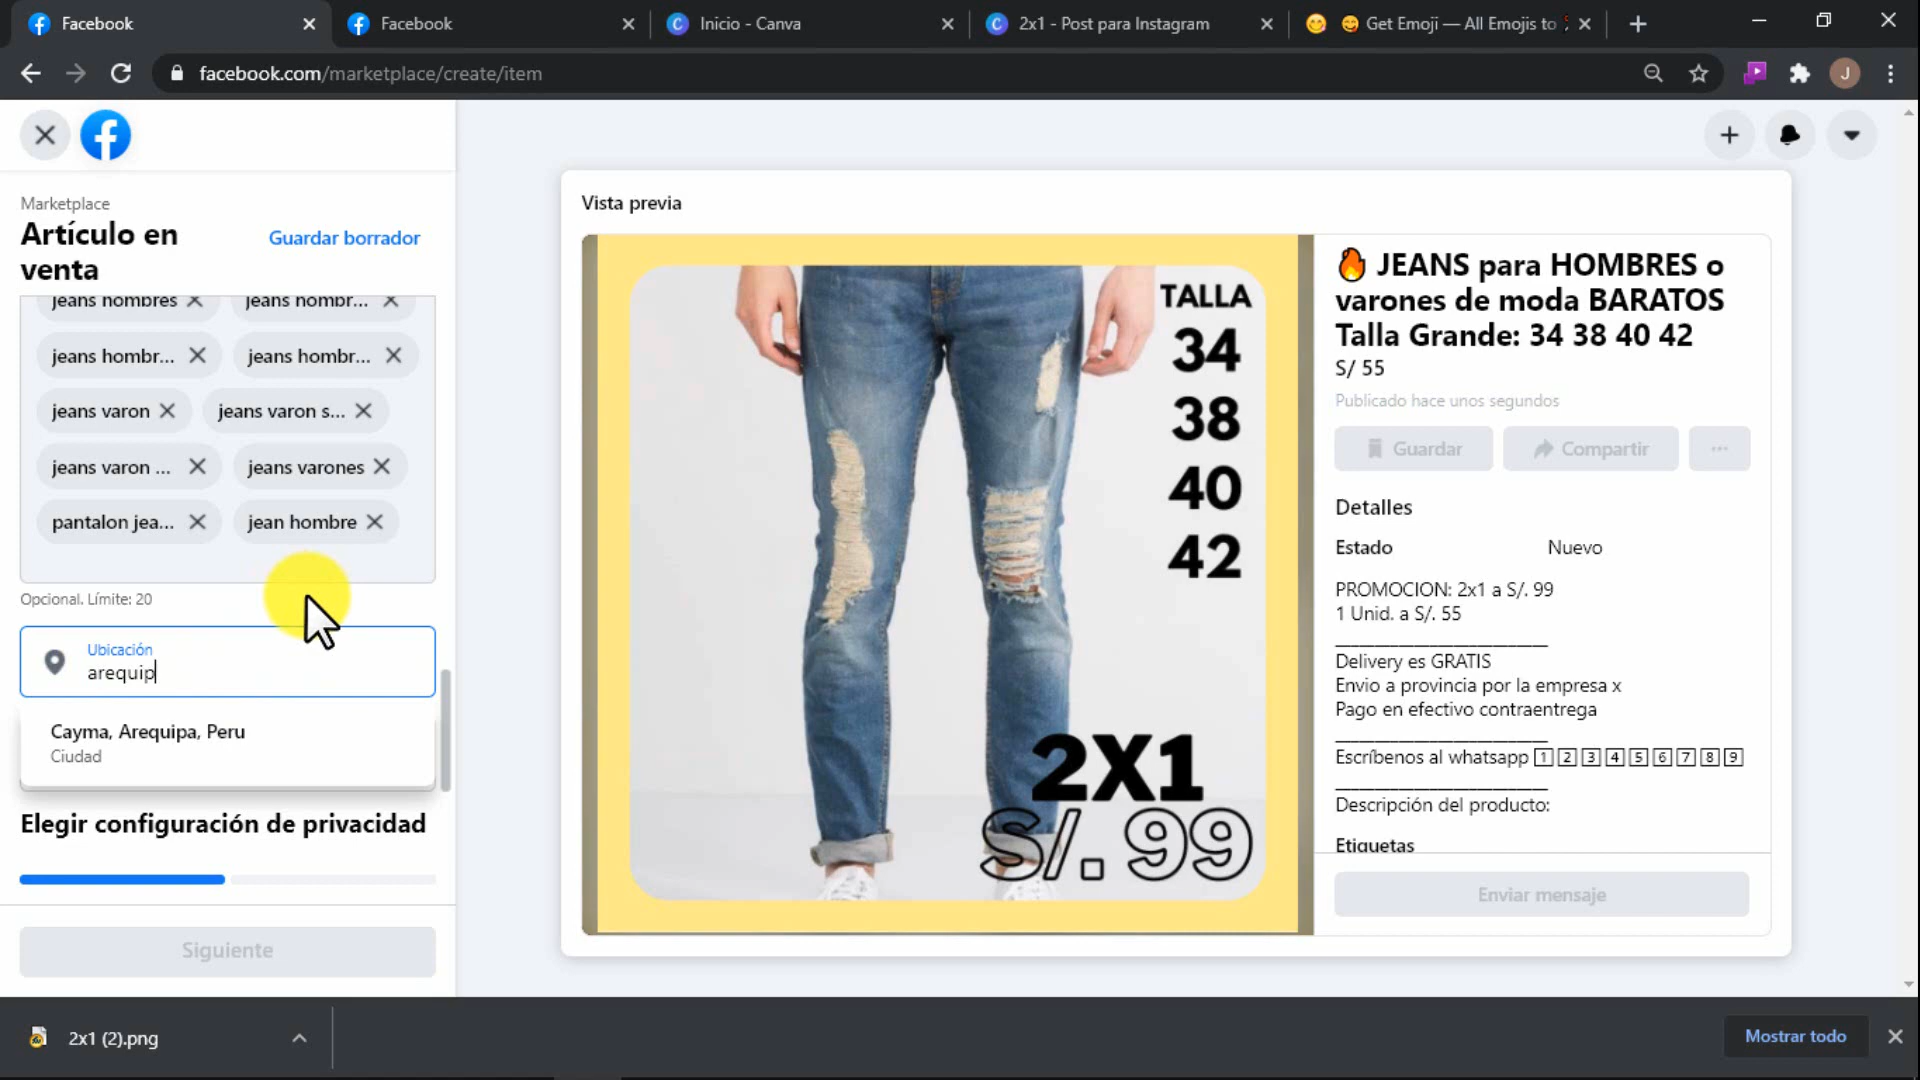 Facebook
Facebook
Inicio - Canva
2x1 - Post para Instagram
Get Emoji — All Emojis to
facebook.com/marketplace/create/item
J
Marketplace
Artículo en venta
Guardar borrador
jeans hombres
jeans hombr...
jeans hombr...
jeans hombr...
jeans varon
jeans varon s...
jeans varon ...
jeans varones
pantalon jea...
jean hombre
Opcional. Límite: 20
Ubicación
arequip
Cayma, Arequipa, Peru
Ciudad
Elegir configuración de privacidad
Siguiente
Vista previa
TALLA
34
38
40
42
2X1
S/. 99
🔥 JEANS para HOMBRES o
varones de moda BARATOS
Talla Grande: 34 38 40 42
S/ 55
Publicado hace unos segundos
Guardar
Compartir
...
Detalles
Estado
Nuevo
PROMOCION: 2x1 a S/. 99
1 Unid. a S/. 55
Delivery es GRATIS
Envio a provincia por la empresa x
Pago en efectivo contraentrega
Escríbenos al whatsapp 1 2 3 4 5 6 7 8 9
Descripción del producto:
Etiquetas
Enviar mensaje
2x1 (2).png
Mostrar todo